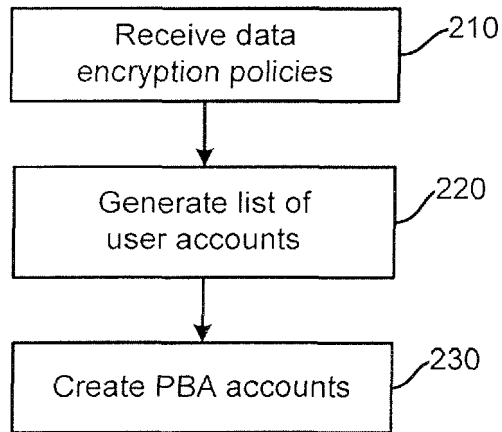 Receive data
encryption policies
210
Generate list of
user accounts
220
Create PBA accounts
230